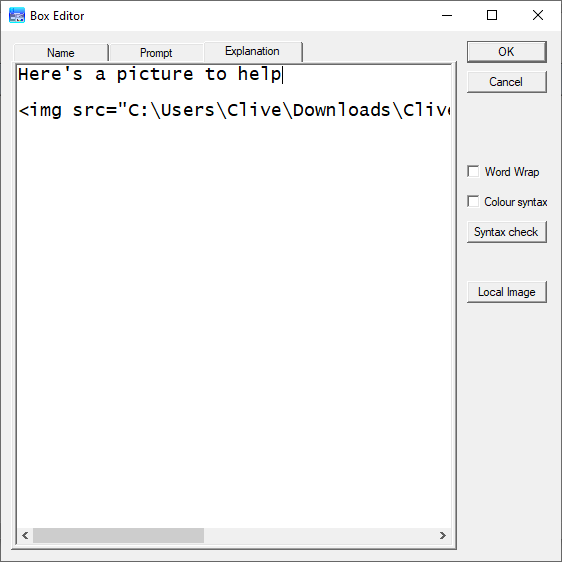 Box Editor
Name
Prompt
Explanation
OK
Cancel
Here's a picture to help
<img src="C:\Users\Clive\Downloads\Clive
Word Wrap
Colour syntax
Syntax check
Local Image